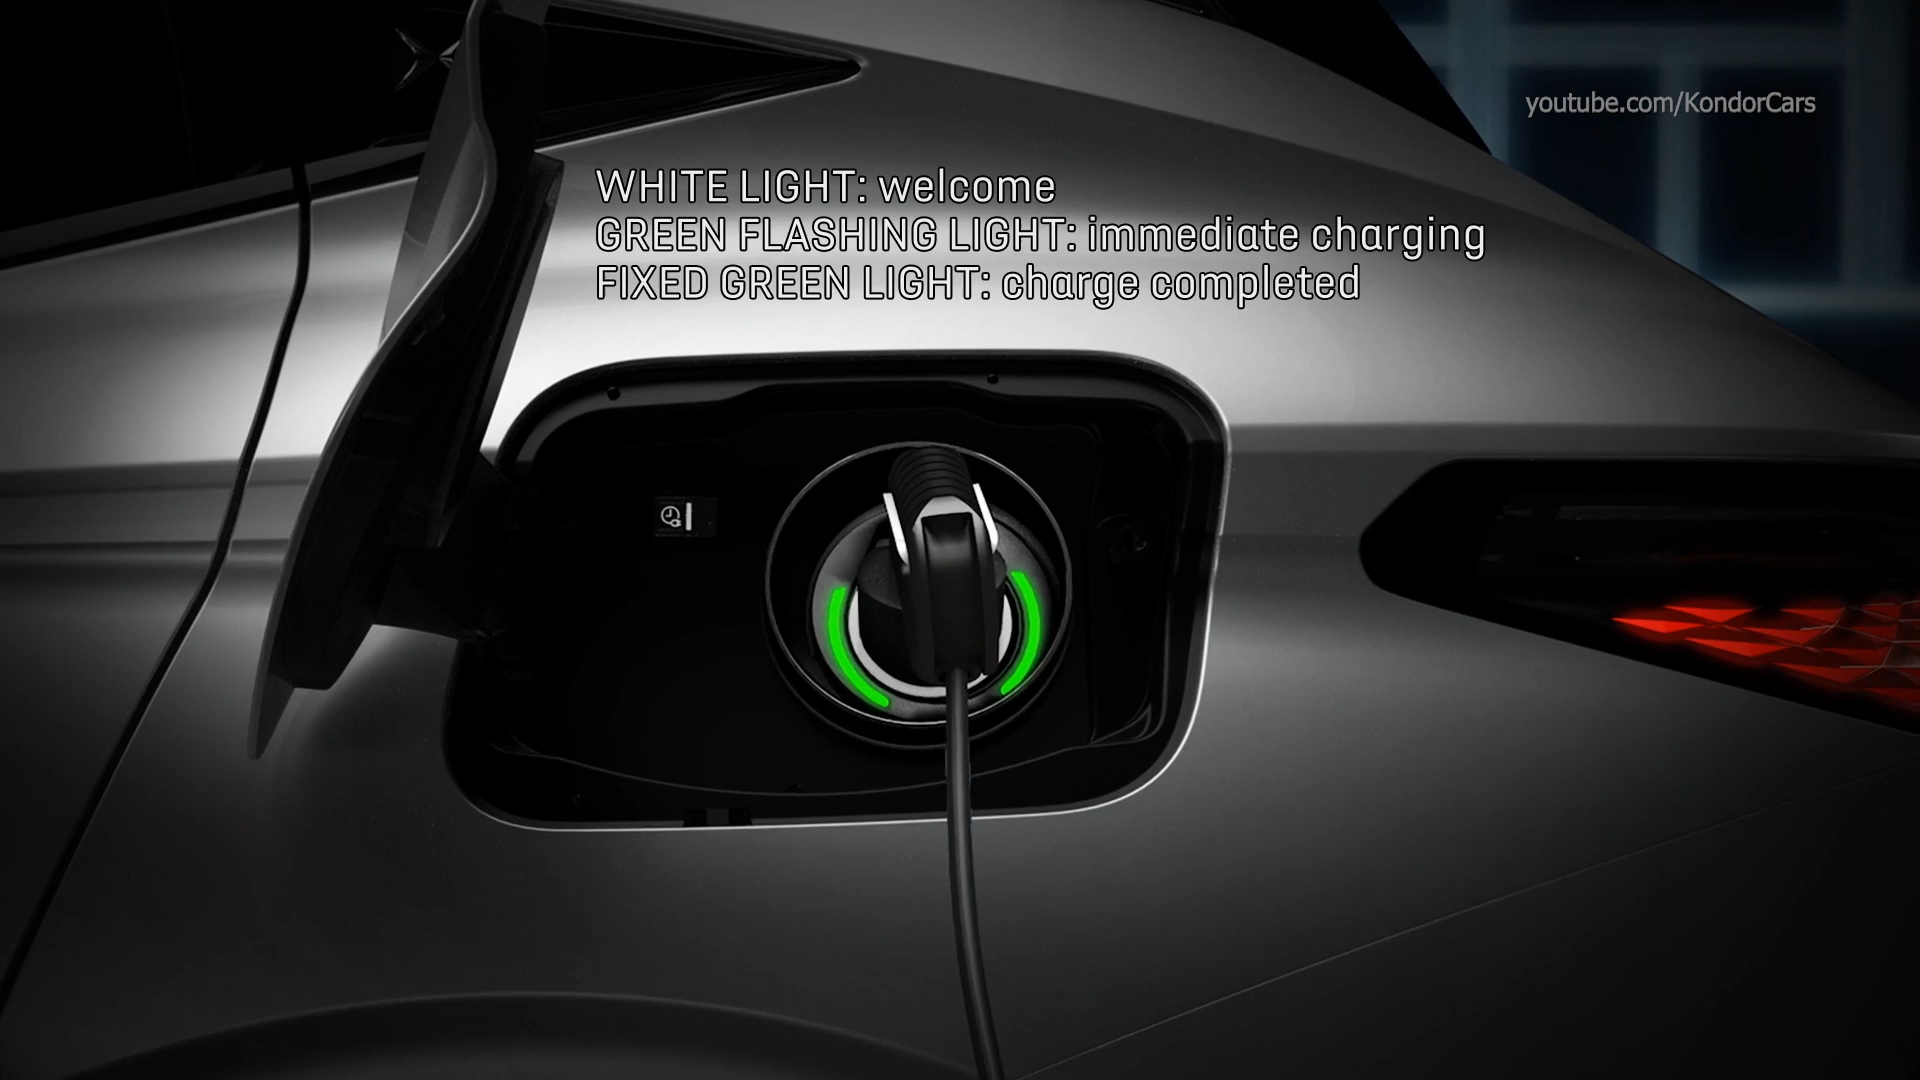 youtube.com/KondorCars
WHITE LIGHT: welcome
GREEN FLASHING LIGHT: immediate charging
FIXED GREEN LIGHT: charge completed